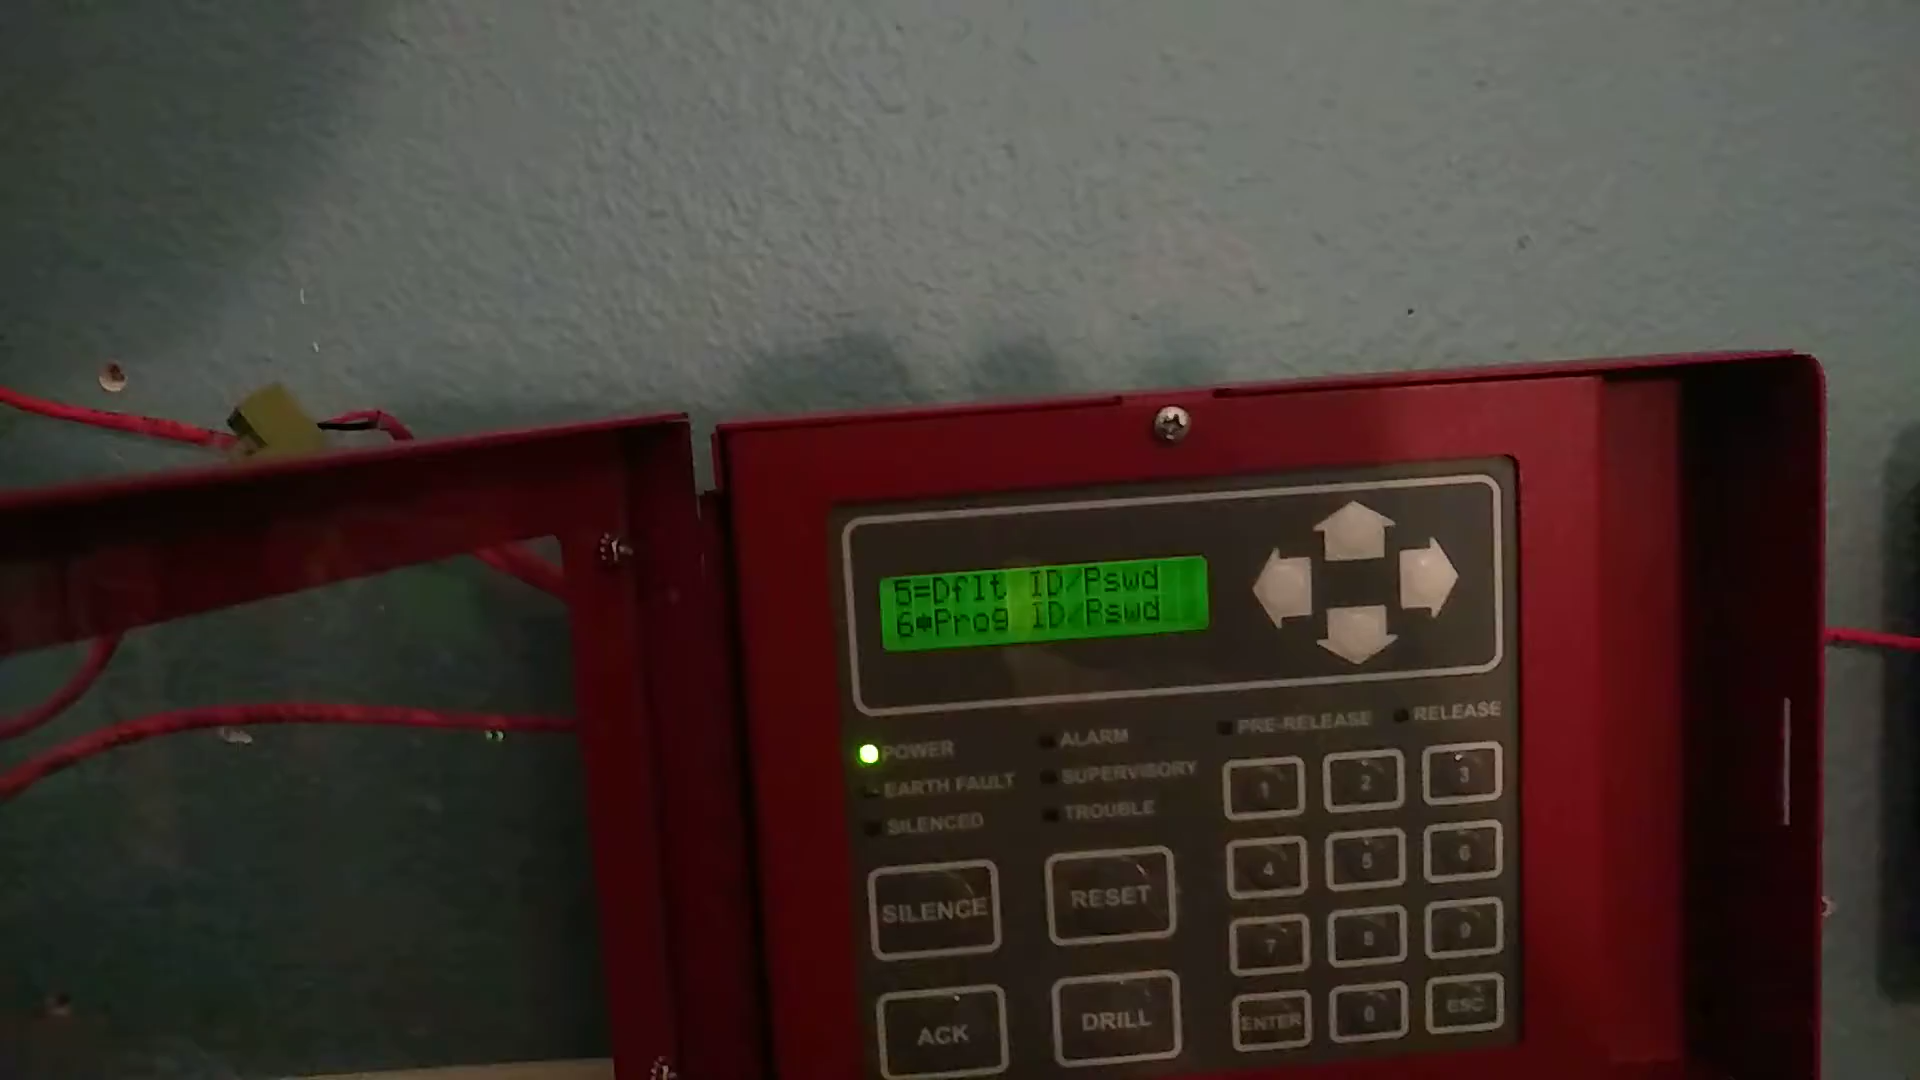 5=Dflt ID/Pswd
6*Prog ID/Pswd
POWER
ALARM
PRE-RELEASE
RELEASE
EARTH FAULT
SUPERVISORY
SILENCED
TROUBLE
1
2
3
4
5
6
7
8
9
SILENCE
RESET
ACK
DRILL
ENTER
0
ESC